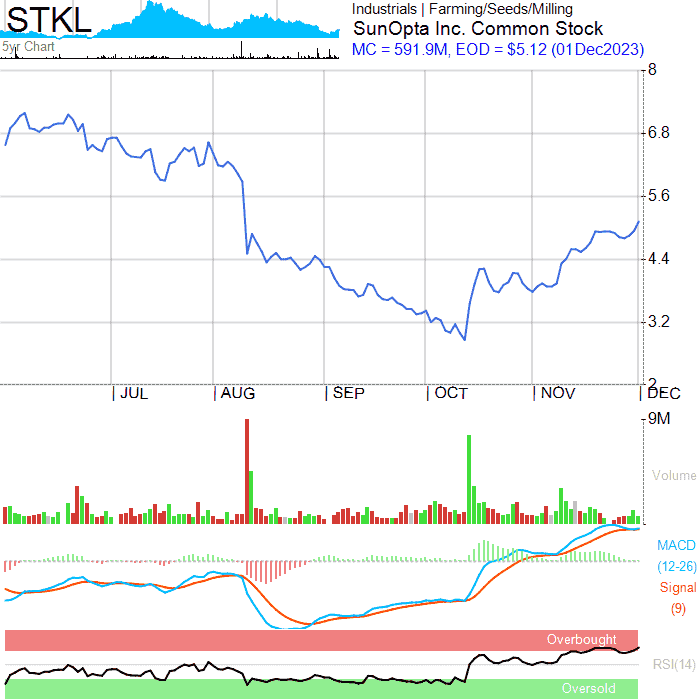 STKL
5yr Chart
Industrials | Farming/Seeds/Milling
SunOpta Inc. Common Stock
MC = 591.9M, EOD = $5.12 (01Dec2023)
8
6.8
5.6
4.4
3.2
2
JUL AUG SEP OCT NOV DEC
9M
Volume
MACD
(12-26)
Signal
(9)
Overbought
RSI(14)
Oversold